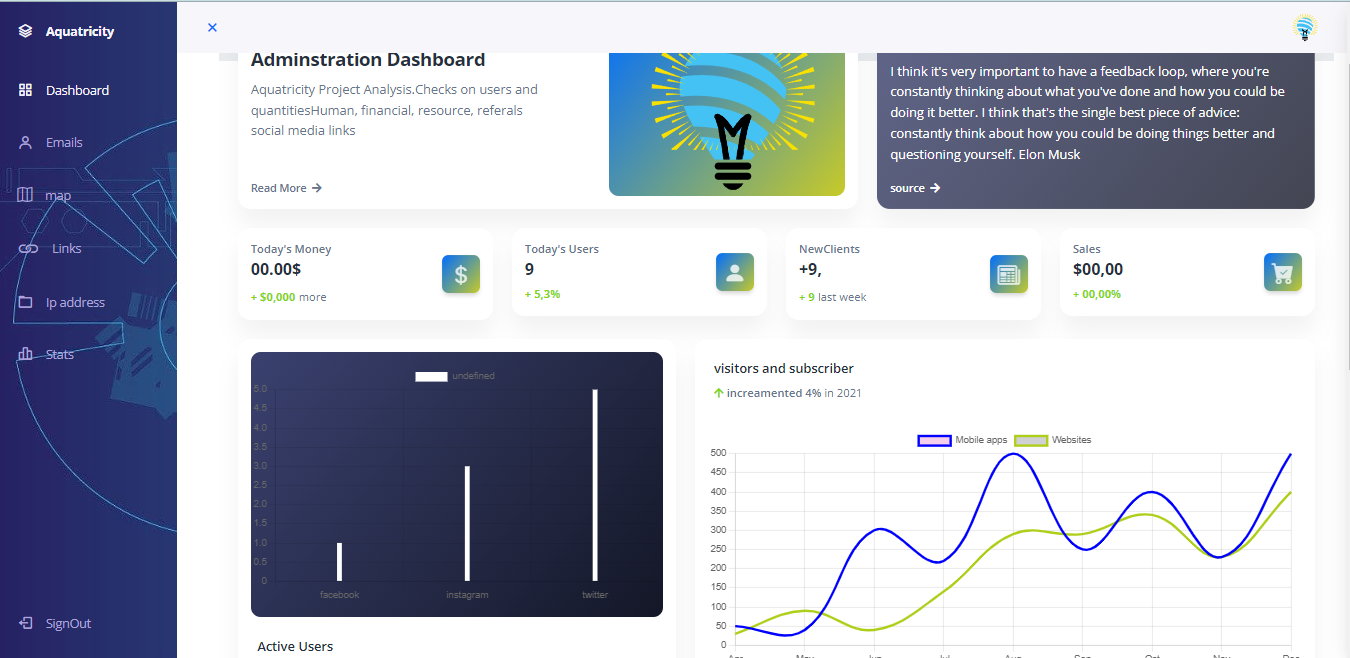 Aquatricity
Dashboard
Emails
map
Links
Ip address
Stats
SignOut
×
Adminstration Dashboard
Aquatricity Project Analysis.Checks on users and
quantitiesHuman, financial, resource, referals
social media links
Read More →
I think it's very important to have a feedback loop, where you're
constantly thinking about what you've done and how you could be
doing it better. I think that's the single best piece of advice:
constantly think about how you could be doing things better and
questioning yourself. Elon Musk
source →
Today's Money
00.00$
+ $0,000 more
$
Today's Users
9
+ 5,3%
NewClients
+9,
+ 9 last week
Sales
$00,00
+ 00,00%
undefined
5.0
4.5
4.0
3.5
3.0
2.5
2.0
1.5
1.0
0.5
0
facebook instagram twitter
Active Users
visitors and subscriber
↑ increamented 4% in 2021
Mobile apps Websites
500
450
400
350
300
250
200
150
100
50
0
Apr May Jun Jul Aug Sep Oct Nov Dec